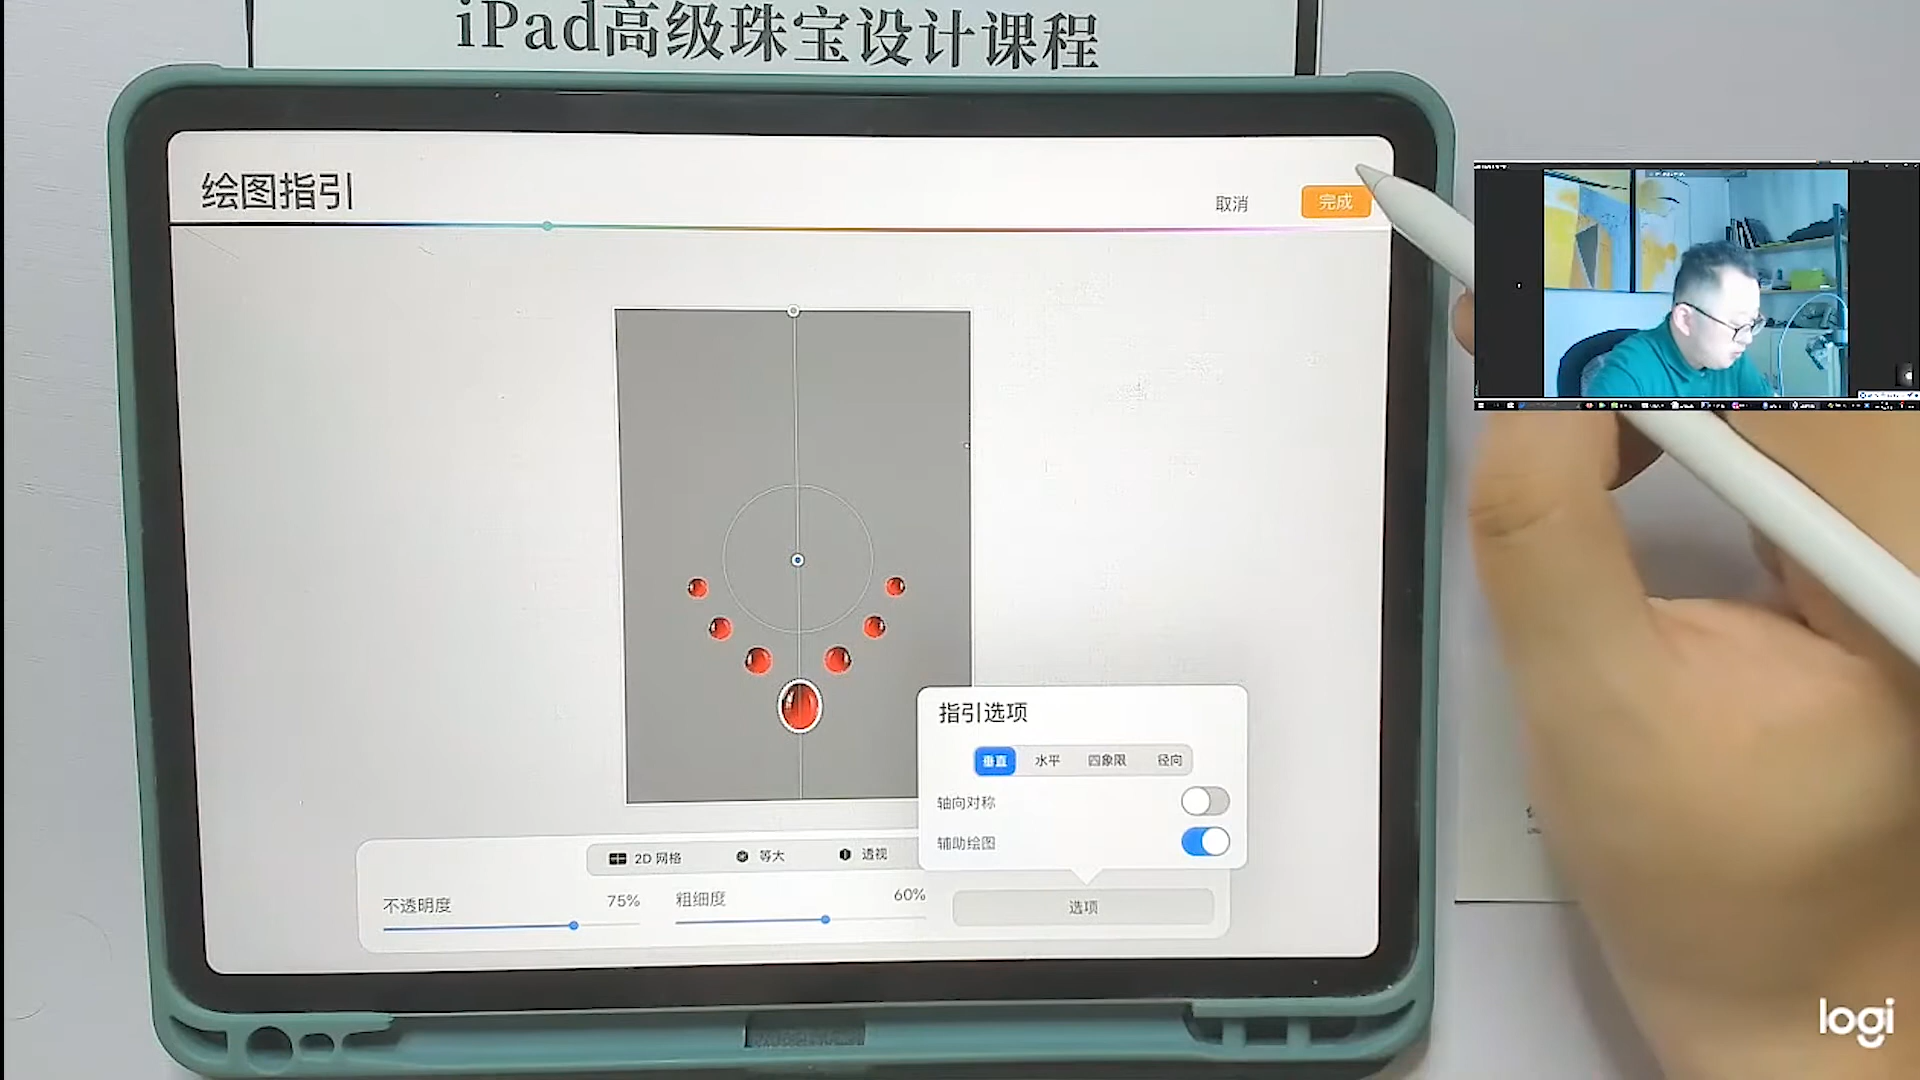 iPad高级珠宝设计课程
绘图指引
取消
完成
指引选项
垂直
水平
四象限
径向
轴向对称
辅助绘图
2D 网格
等大
透视
不透明度
75%
粗细度
60%
选项
logi